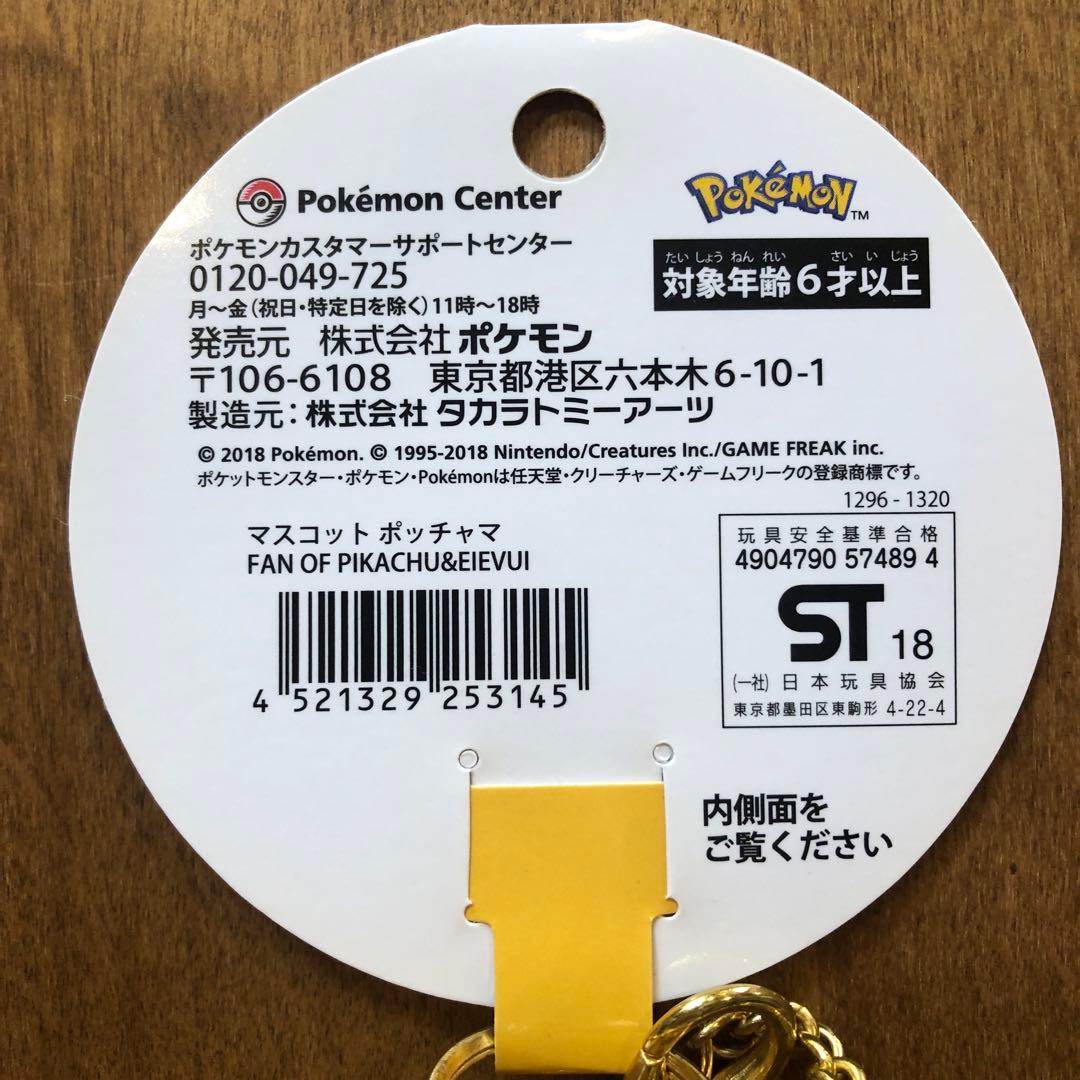 Pokémon Center
POKéMON™
ポケモンカスタマーサポートセンター
0120-049-725
月～金(祝日・特定日を除く)11時～18時
たいしょうねんれい さいいじょう
対象年齢6才以上
発売元 株式会社 ポケモン
〒106-6108 東京都港区六本木6-10-1
製造元：株式会社 タカラトミーアーツ
© 2018 Pokémon. © 1995-2018 Nintendo/Creatures Inc./GAME FREAK inc.
ポケットモンスター・ポケモン・Pokémonは任天堂・クリーチャーズ・ゲームフリークの登録商標です。
1296 - 1320
マスコット ポッチャマ
FAN OF PIKACHU&EIEVUI
4 521329 253145
玩具安全基準合格
4904790 57489 4
ST 18
(一社) 日本玩具協会
東京都墨田区東駒形 4-22-4
内側面を
ご覧ください